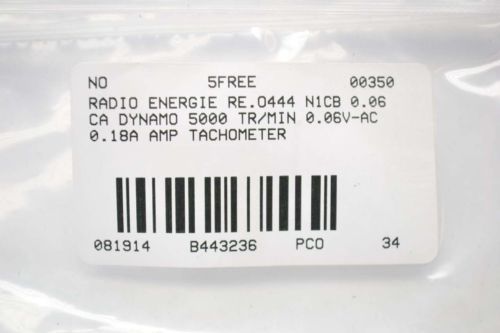 NO 5FREE 00350
RADIO ENERGIE RE.0444 N1CB 0.06
CA DYNAMO 5000 TR/MIN 0.06V-AC
0.18A AMP TACHOMETER
081914 B443236 PCO 34